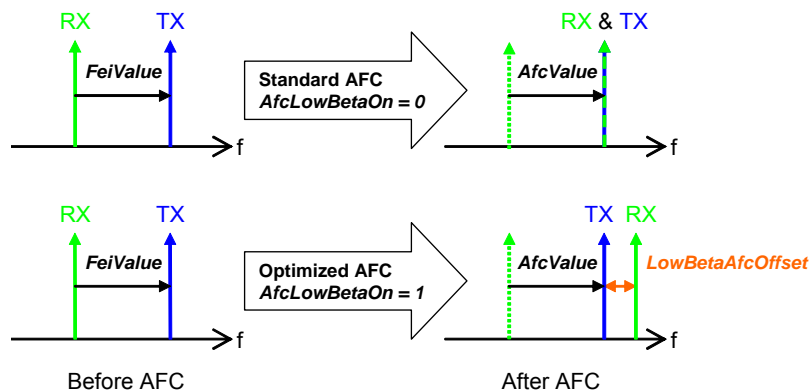 RX TX
FeiValue
f
Standard AFC
AfcLowBetaOn = 0
RX & TX
AfcValue
f
RX TX
FeiValue
f
Optimized AFC
AfcLowBetaOn = 1
TX RX
AfcValue
LowBetaAfcOffset
f
Before AFC
After AFC